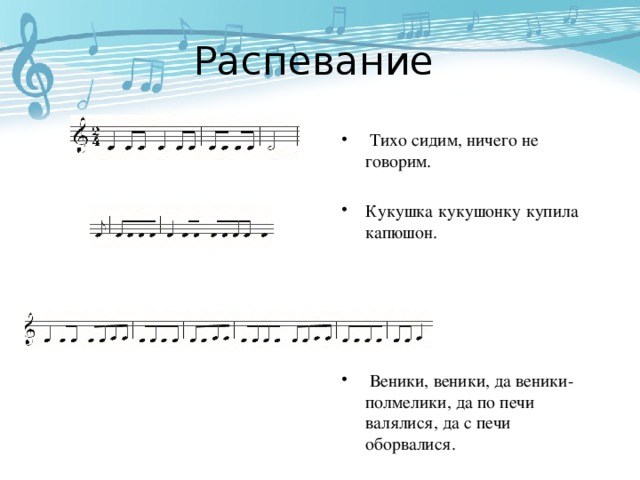 Распевание
• Тихо сидим, ничего не
говорим.
• Кукушка кукушонку купила
капюшон.
• Веники, веники, да веники-
полмелики, да по печи
валялися, да с печи
оборвалися.